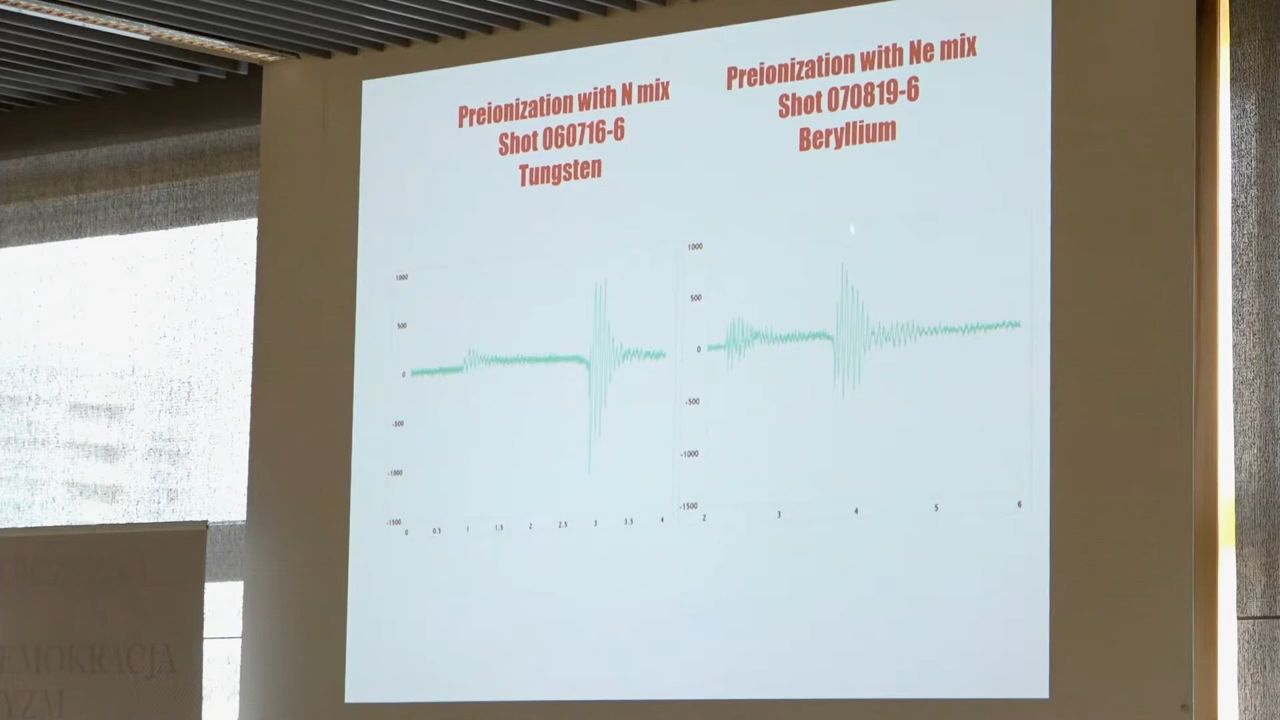 Preionization with N mix
Shot 060716-6
Tungsten
Preionization with Ne mix
Shot 070819-6
Beryllium
1000
500
0
-500
-1000
-1500
0 0.5 1 1.5 2 2.5 3 3.5 4
1000
500
0
-500
-1000
-1500
2 3 4 5 6
EMOKRACJA